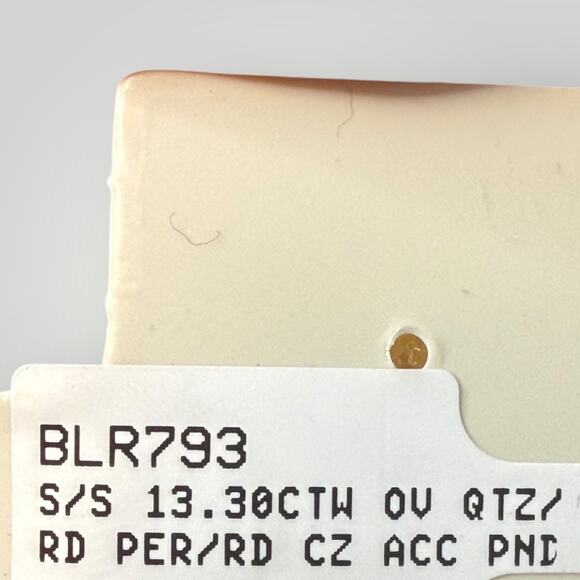 BLR793
S/S 13.30CTW OV QTZ/
RD PER/RD CZ ACC PND